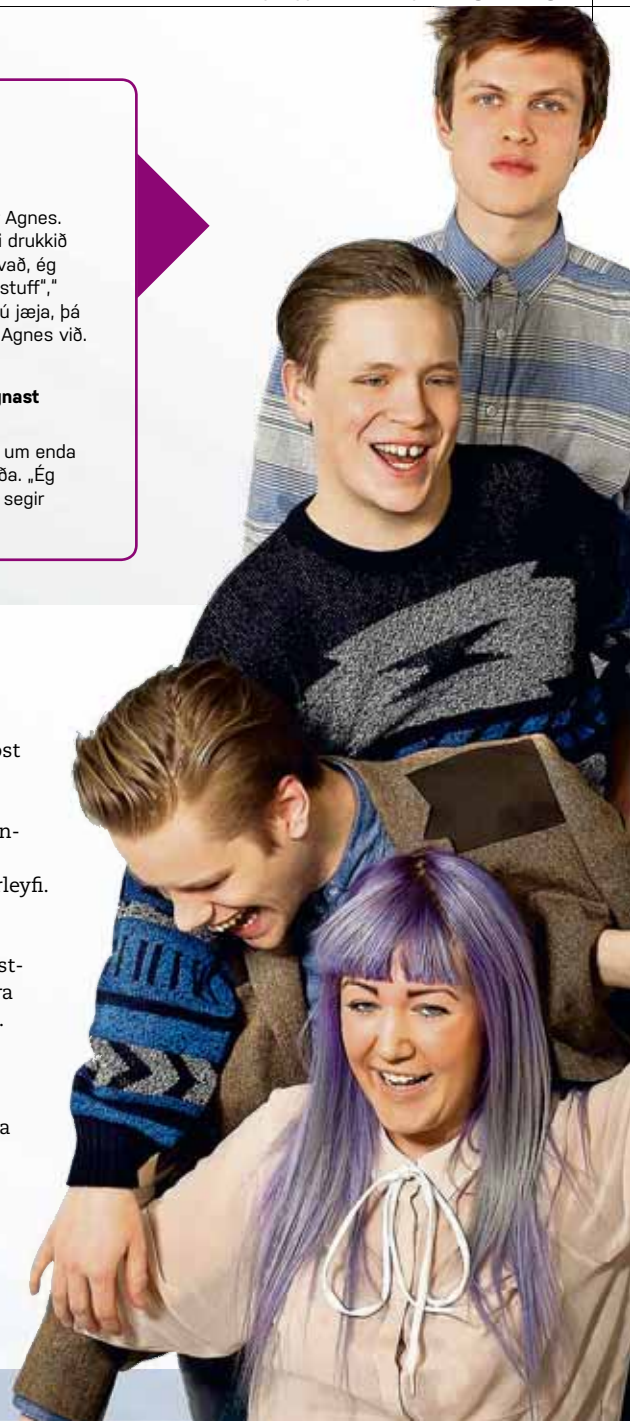 Agnes.
i drukkið
vað, ég
stuff“,“
ú jæja, þá
Agnes við.
gnast
um enda
ða. „Ég
segir
ost
n-
rleyfi.
st-
ra
.
a